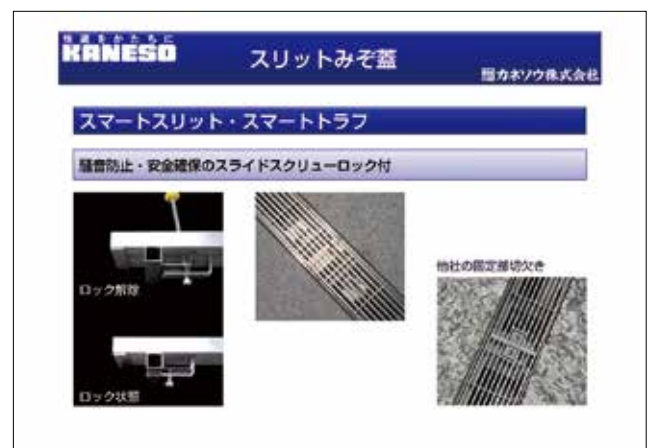 快適をかたちに
KANESO
スリットみぞ蓋
カネソウ株式会社
スマートスリット・スマートトラフ
騒音防止・安全確保のスライドスクリューロック付
ロック解除
他社の固定部切欠き
ロック状態